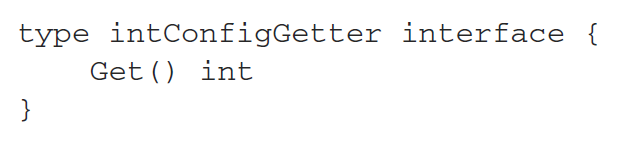 type intConfigGetter interface {
    Get() int
}